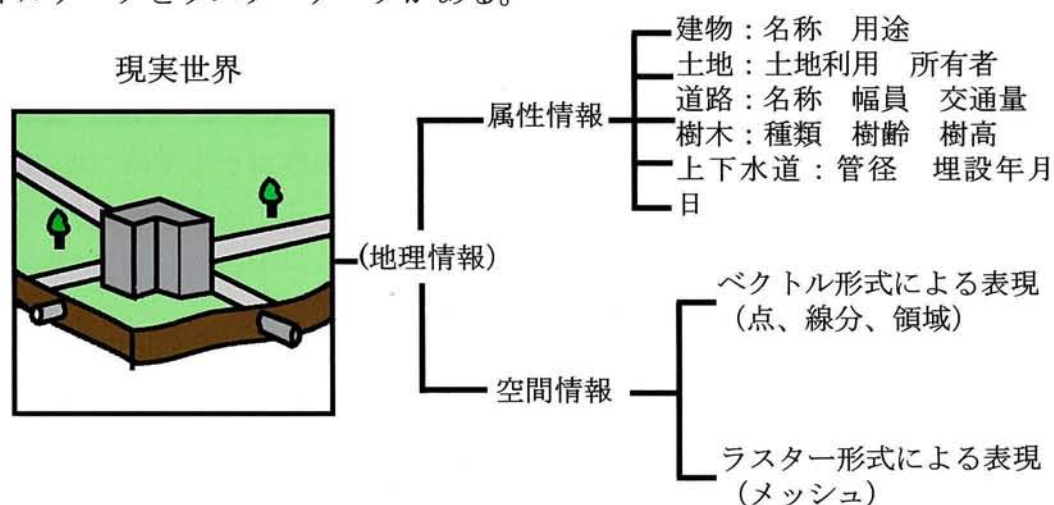 現実世界
(地理情報)
属性情報
建物：名称　用途
土地：土地利用　所有者
道路：名称　幅員　交通量
樹木：種類　樹齢　樹高
上下水道：管径　埋設年月
日
空間情報
ベクトル形式による表現
（点、線分、領域）
ラスター形式による表現
（メッシュ）